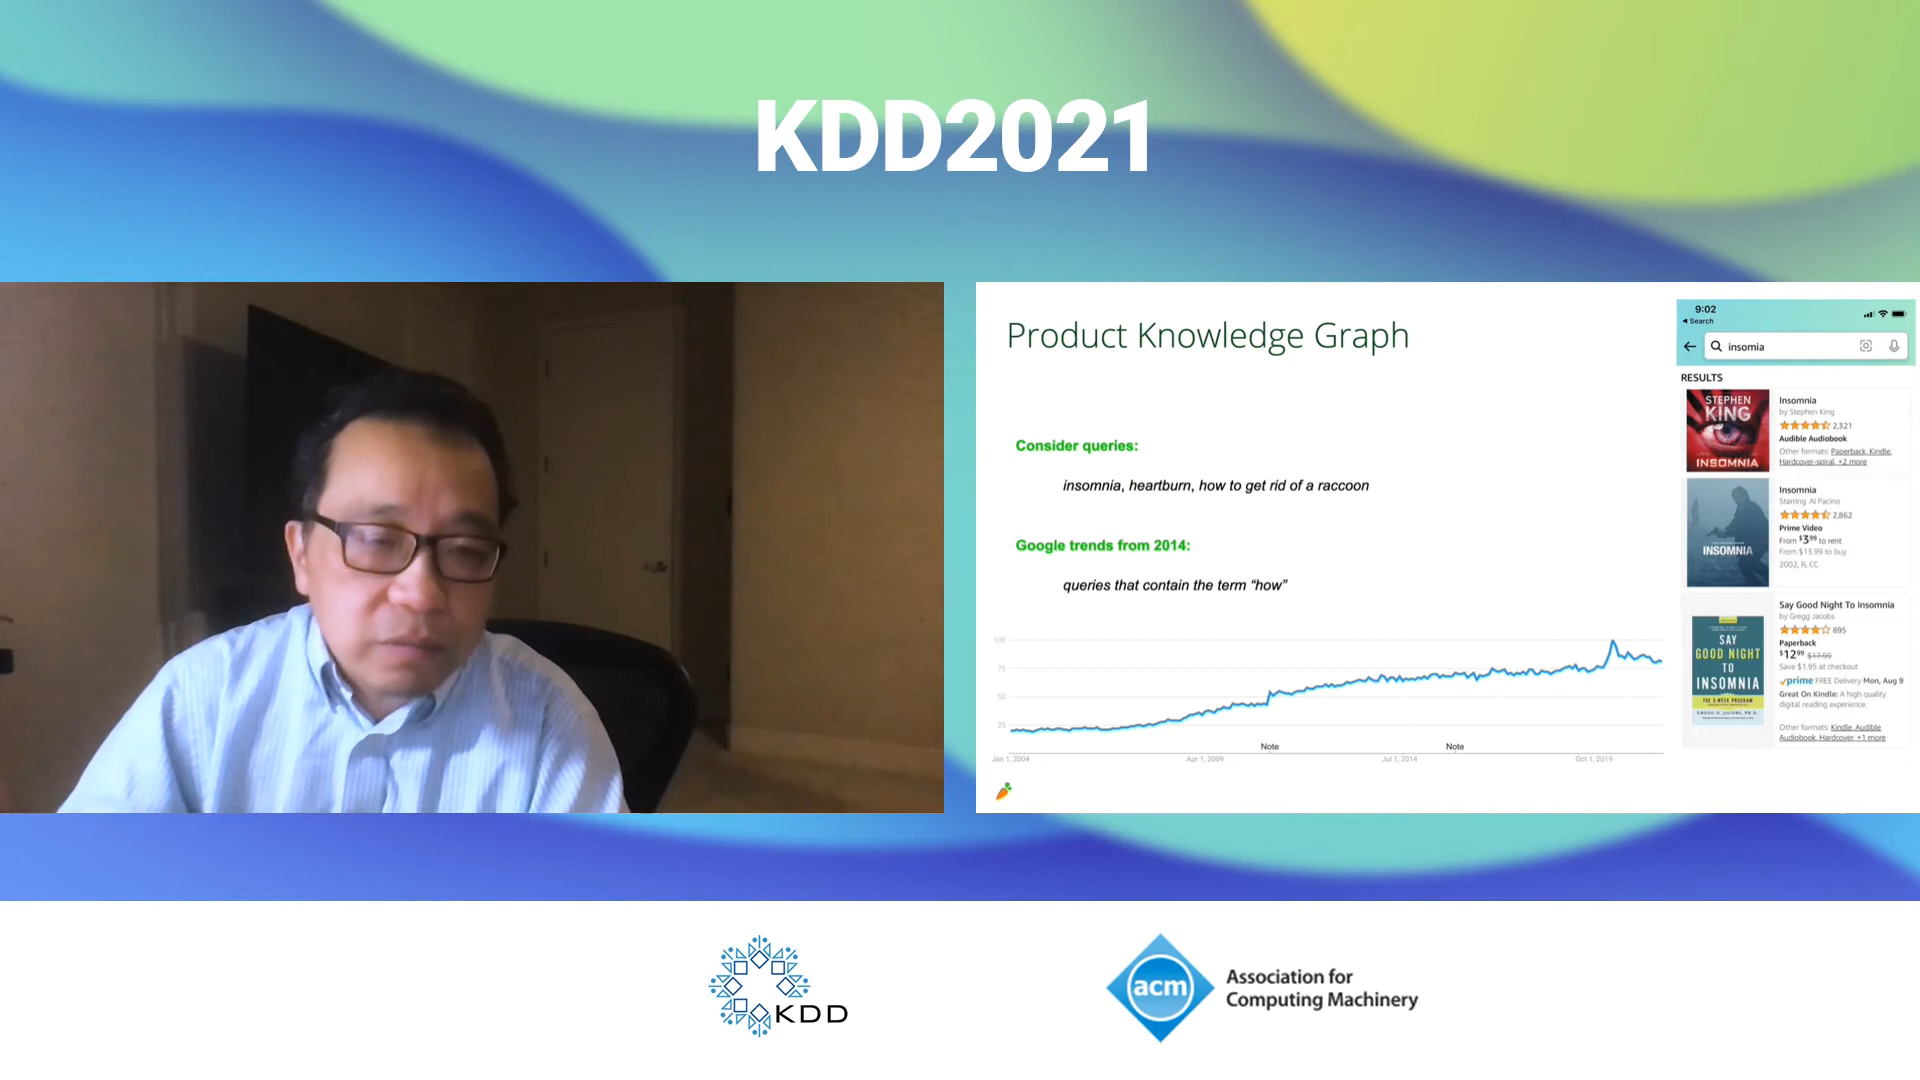 KDD2021
Product Knowledge Graph
Consider queries:
insomnia, heartburn, how to get rid of a raccoon
Google trends from 2014:
queries that contain the term “how”
100
75
50
25
Note
Note
Jan 1, 2004
Apr 1, 2009
Jul 1, 2014
Oct 1, 2019
9:02
Search
insomia
RESULTS
STEPHEN
KING
INSOMNIA
Insomnia
by Stephen King
2,321
Audible Audiobook
Other formats: Paperback, Kindle,
Hardcover-spiral, +2 more
INSOMNIA
Insomnia
Starring Al Pacino
2,862
Prime Video
From $3.99 to rent
From $13.99 to buy
2002, R, CC
SAY
GOOD NIGHT
TO
INSOMNIA
Say Good Night To Insomnia
by Gregg Jacobs
895
Paperback
$12.99 $17.99
Save $1.95 at checkout
prime FREE Delivery Mon, Aug 9
Great On Kindle: A high quality
digital reading experience.
Other formats: Kindle, Audible
Audiobook, Hardcover, +1 more
KDD
acm
Association for
Computing Machinery